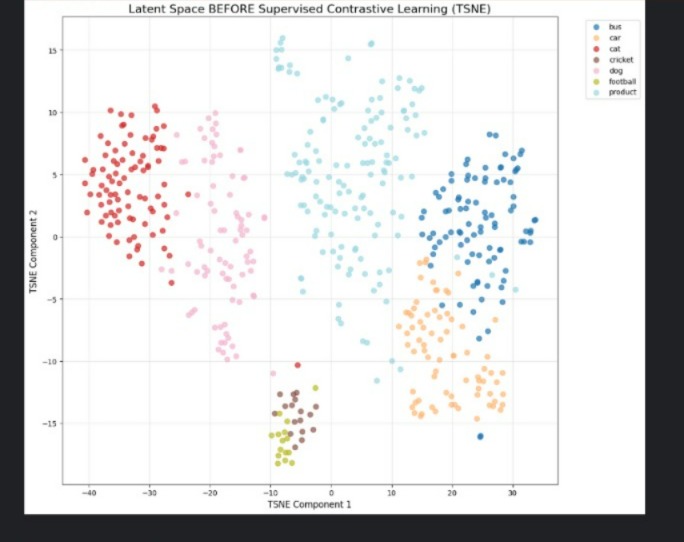 Latent Space BEFORE Supervised Contrastive Learning (TSNE)
bus
car
cat
cricket
dog
football
product
15
10
5
0
−5
−10
−15
TSNE Component 2
−40
−30
−20
−10
0
10
20
30
TSNE Component 1